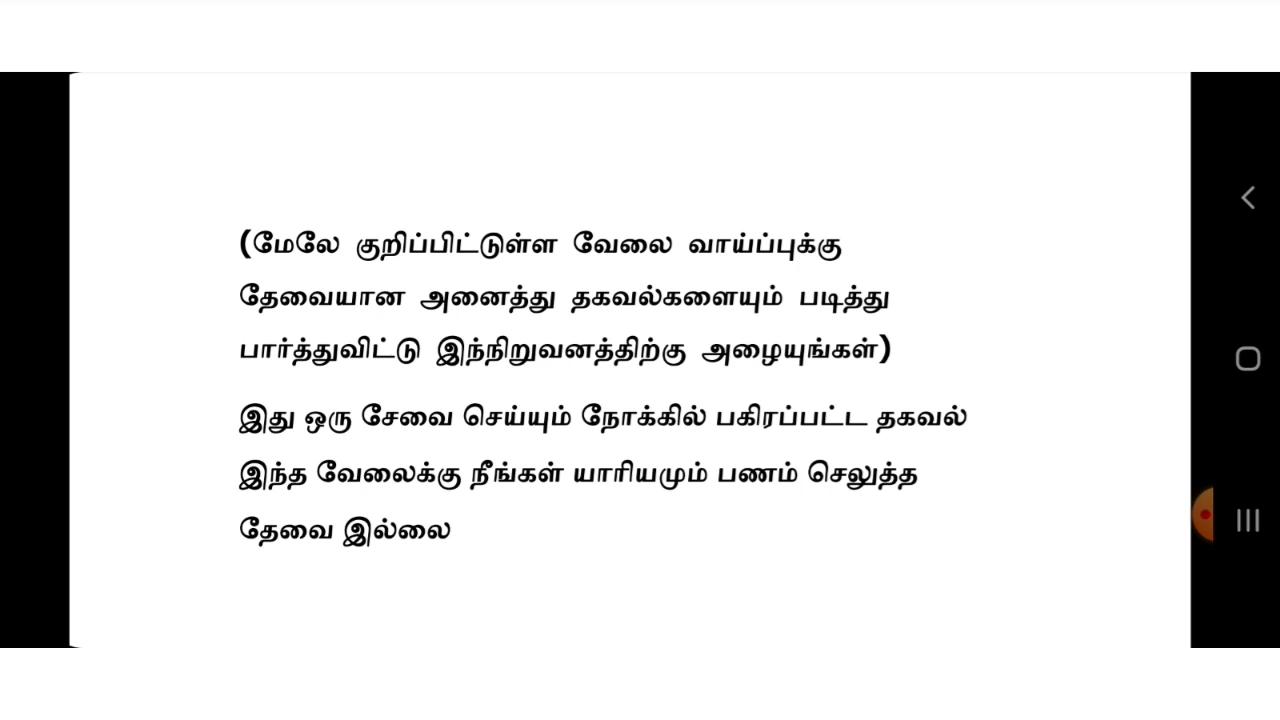 (மேலே குறிப்பிட்டுள்ள வேலை வாய்ப்புக்கு
தேவையான அனைத்து தகவல்களையும் படித்து
பார்த்துவிட்டு இந்நிறுவனத்திற்கு அழையுங்கள்)
இது ஒரு சேவை செய்யும் நோக்கில் பகிரப்பட்ட தகவல்
இந்த வேலைக்கு நீங்கள் யாரியமும் பணம் செலுத்த
தேவை இல்லை